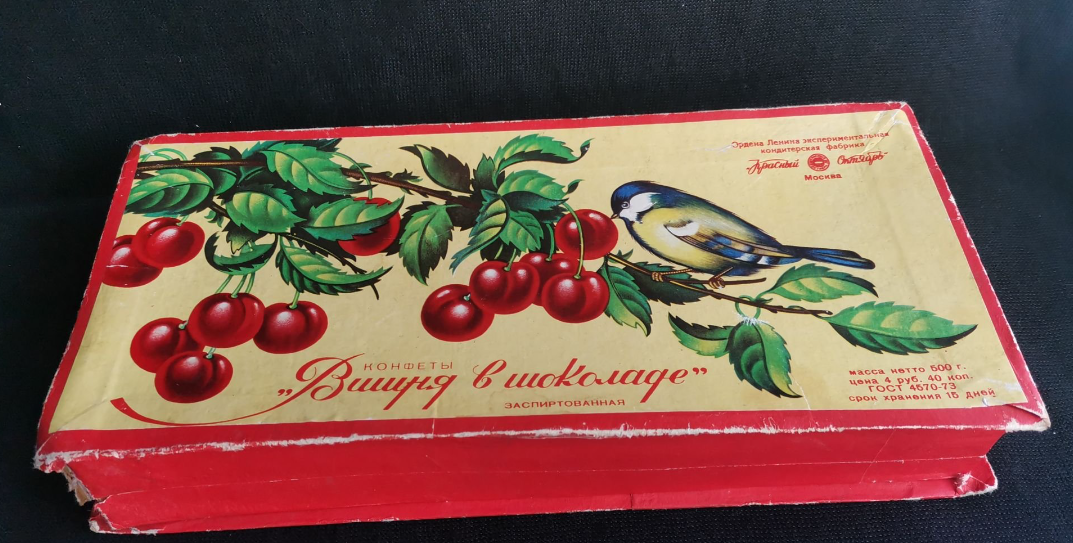 Ордена Ленина экспериментальная
кондитерская фабрика
Красный Октябрь
Москва
КОНФЕТЫ
„Вишня в шоколаде”
ЗАСПИРТОВАННАЯ
масса нетто 500 г.
цена 4 руб. 40 коп.
ГОСТ 4570-73
срок хранения 15 дней